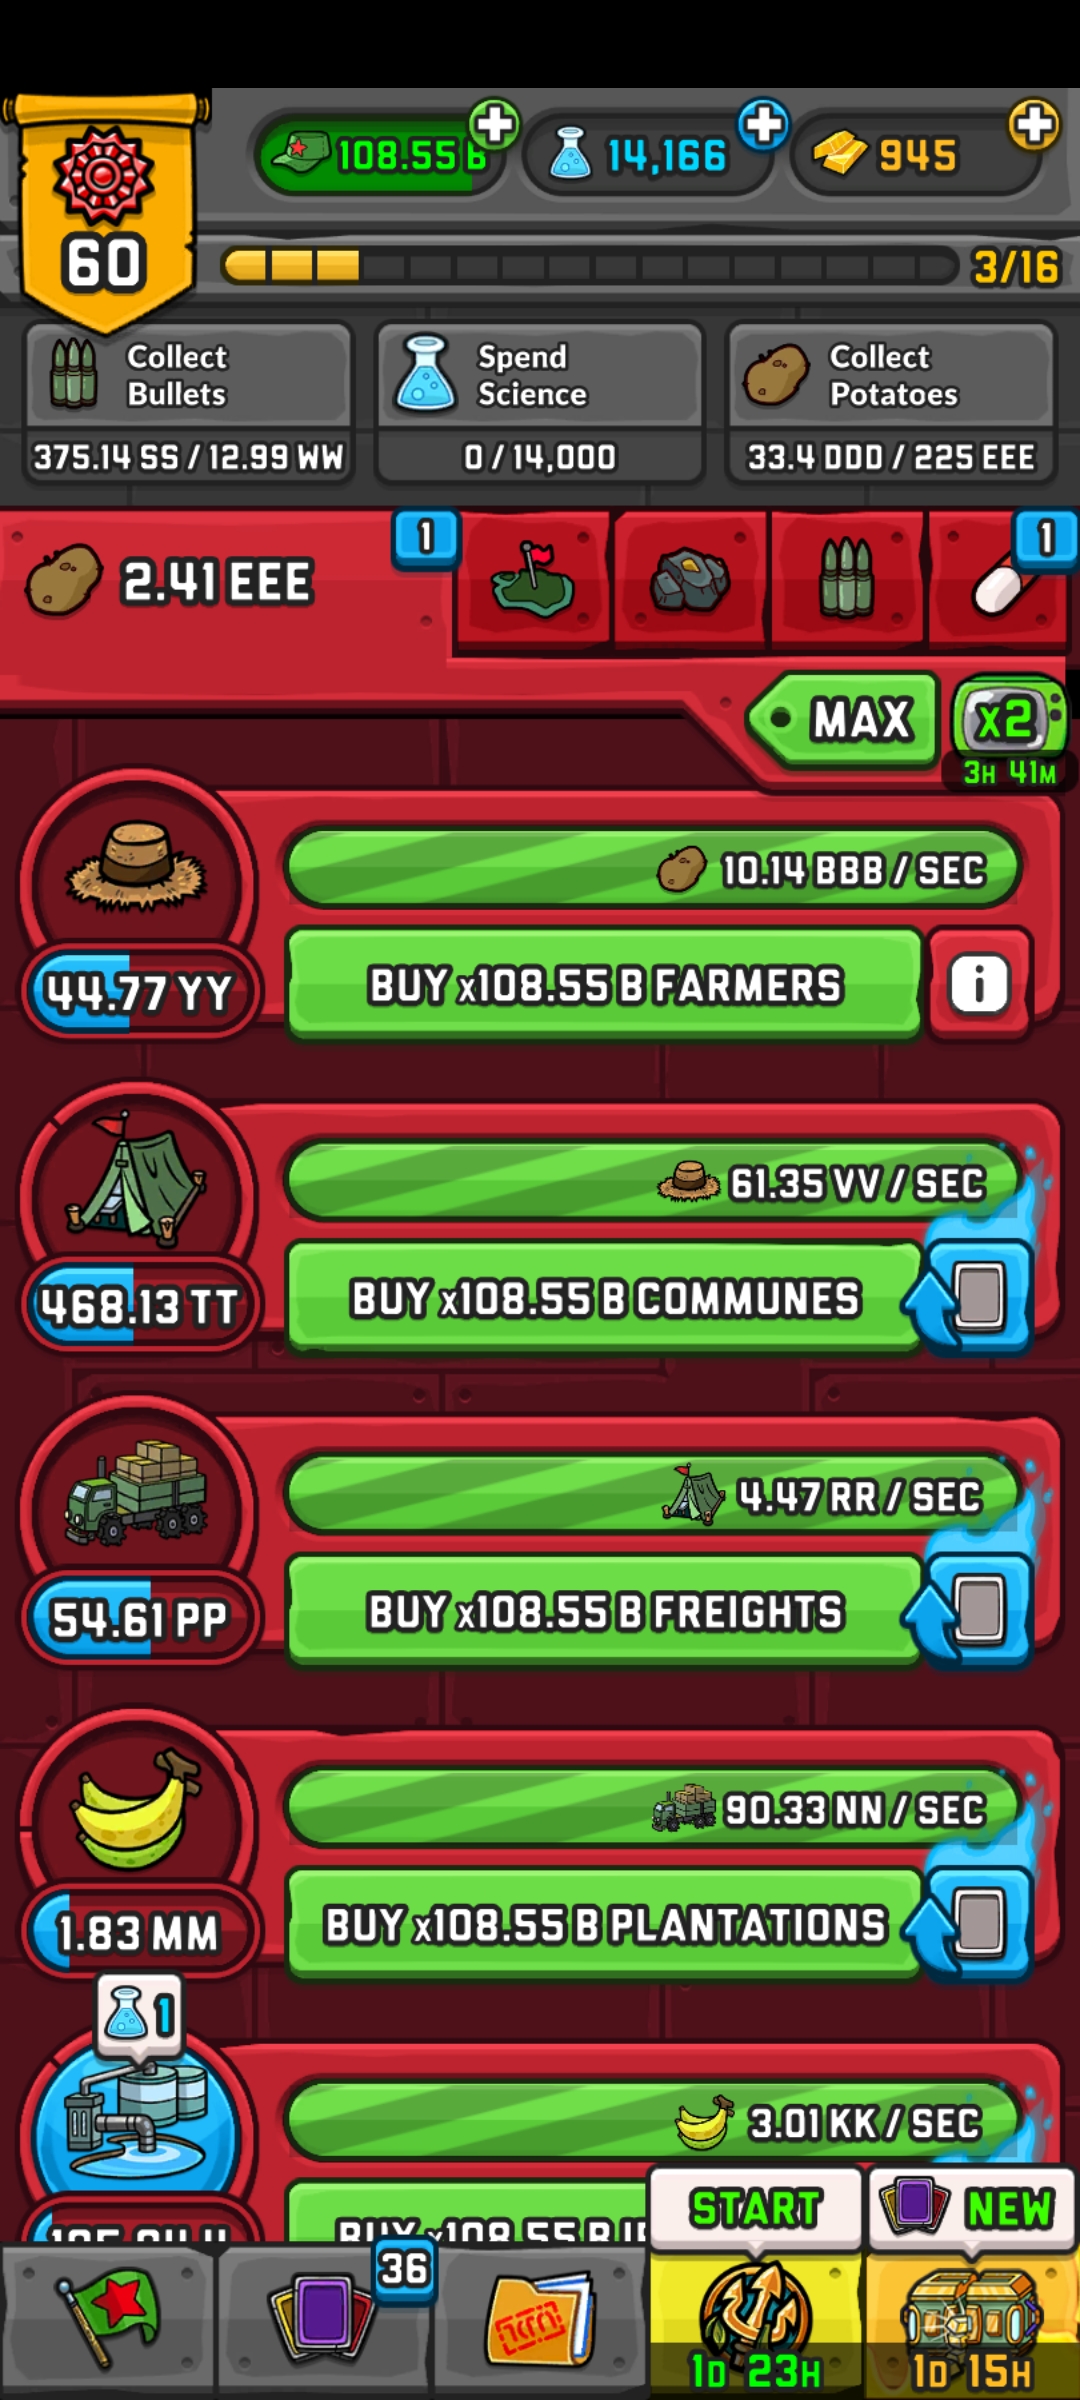 108.55 B
14,166
945
60
3/16
Collect
Bullets
375.14 SS / 12.99 WW
Spend
Science
0 / 14,000
Collect
Potatoes
33.4 DDD / 225 EEE
2.41 EEE
1
1
MAX
x2
3H 41M
10.14 BBB / SEC
44.77 YY
BUY x108.55 B FARMERS
i
61.35 VV / SEC
468.13 TT
BUY x108.55 B COMMUNES
4.47 RR / SEC
54.61 PP
BUY x108.55 B FREIGHTS
90.33 NN / SEC
1.83 MM
BUY x108.55 B PLANTATIONS
1
3.01 KK / SEC
BUY x108.55 B
START
NEW
36
1D 23H
1D 15H